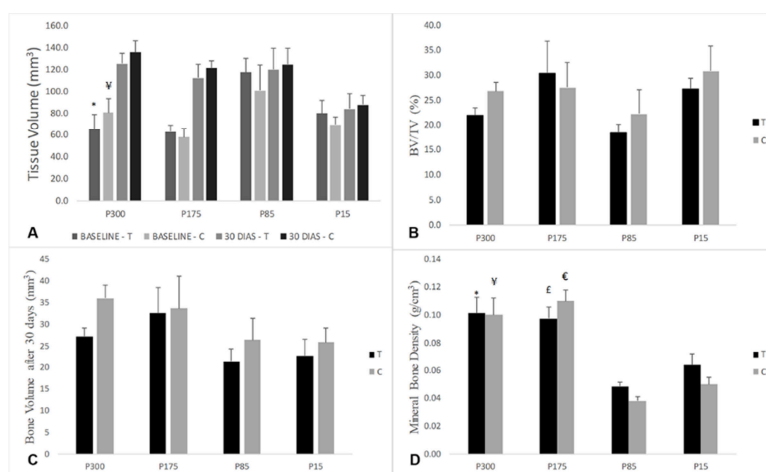 160.0
140.0
120.0
100.0
80.0
60.0
40.0
20.0
0.0
Tissue Volume (mm³)
* ¥
P300 P175 P85 P15
A
BASELINE - T BASELINE - C 30 DIAS - T 30 DIAS - C
40.0
35.0
30.0
25.0
20.0
15.0
10.0
5.0
0.0
BV/TV (%)
T
C
P300 P175 P85 P15
B
45
40
35
30
25
20
15
10
5
0
Bone Volume after 30 days (mm³)
T
C
P300 P175 P85 P15
C
0.14
0.12
0.10
0.08
0.06
0.04
0.02
0.00
Mineral Bone Density (g/cm³)
* ¥ £ €
T
C
P300 P175 P85 P15
D